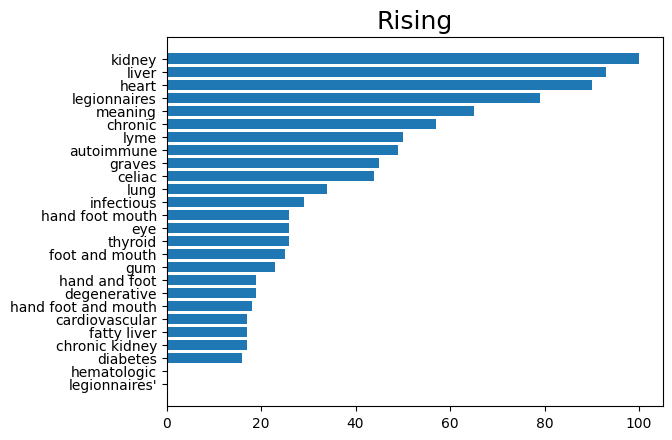 Rising
kidney
liver
heart
legionnaires
meaning
chronic
lyme
autoimmune
graves
celiac
lung
infectious
hand foot mouth
eye
thyroid
foot and mouth
gum
hand and foot
degenerative
hand foot and mouth
cardiovascular
fatty liver
chronic kidney
diabetes
hematologic
legionnaires'
0 20 40 60 80 100